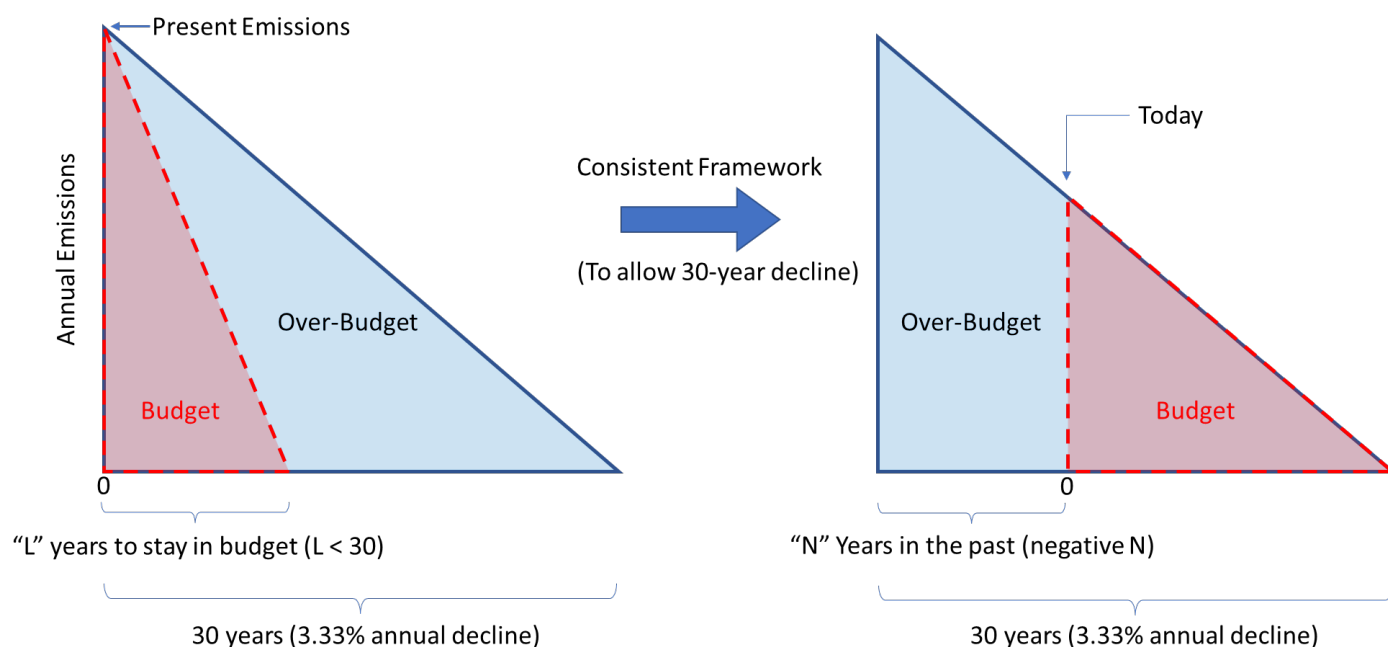 Present Emissions
Annual Emissions
Over-Budget
Budget
0
“L” years to stay in budget (L < 30)
30 years (3.33% annual decline)
Consistent Framework
(To allow 30-year decline)
Today
Over-Budget
Budget
0
“N” Years in the past (negative N)
30 years (3.33% annual decline)